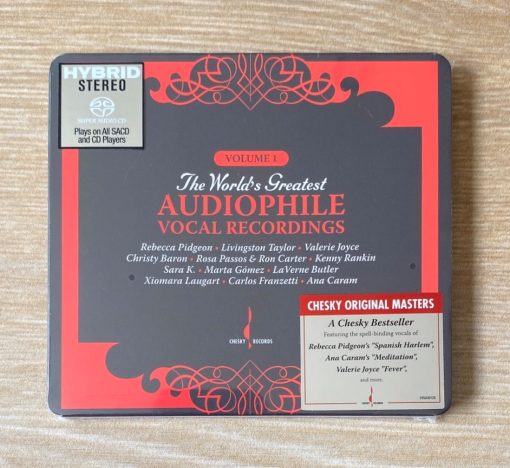 HYBRID
STEREO
SUPER AUDIO CD
Plays on All SACD
and CD Players
VOLUME 1
The World's Greatest
AUDIOPHILE
VOCAL RECORDINGS
Rebecca Pidgeon • Livingston Taylor • Valerie Joyce
Christy Baron • Rosa Passos & Ron Carter • Kenny Rankin
Sara K. • Marta Gómez • LaVerne Butler
Xiomara Laugart • Carlos Franzetti • Ana Caram
CHESKY RECORDS
CHESKY ORIGINAL MASTERS
A Chesky Bestseller
Featuring the spell-binding vocals of
Rebecca Pidgeon's "Spanish Harlem",
Ana Caram's "Meditation",
Valerie Joyce "Fever",
and more.
CHESKY RECORDS